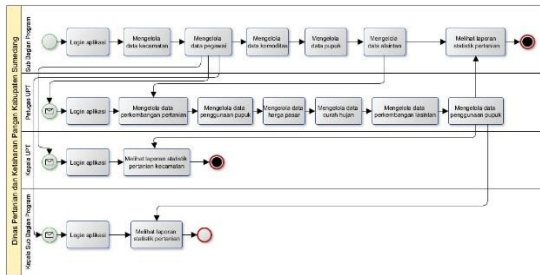 Dinas Pertanian dan Ketahanan Pangan Kabupaten Sumedang
Sub Bagian Program
Login aplikasi
Mengelola
data kecamatan
Mengelola
data pegawai
Mengelola
data komoditas
Mengelola
data pupuk
Mengelola
data alsintan
Melihat laporan
statistik pertanian
Petugas UPT
Login aplikasi
Mengelola data
perkembangan pertanian
Mengelola data
penggunaan pupuk
Mengelola data
harga pasar
Mengelola data
curah hujan
Mengelola data
perkembangan lasintan
Mengelola data
penggunaan pupuk
Kepala UPT
Login aplikasi
Melihat laporan statistik
pertanian kecamatan
Kepala Sub Bagian Program
Login aplikasi
Melihat laporan
statistik pertanian